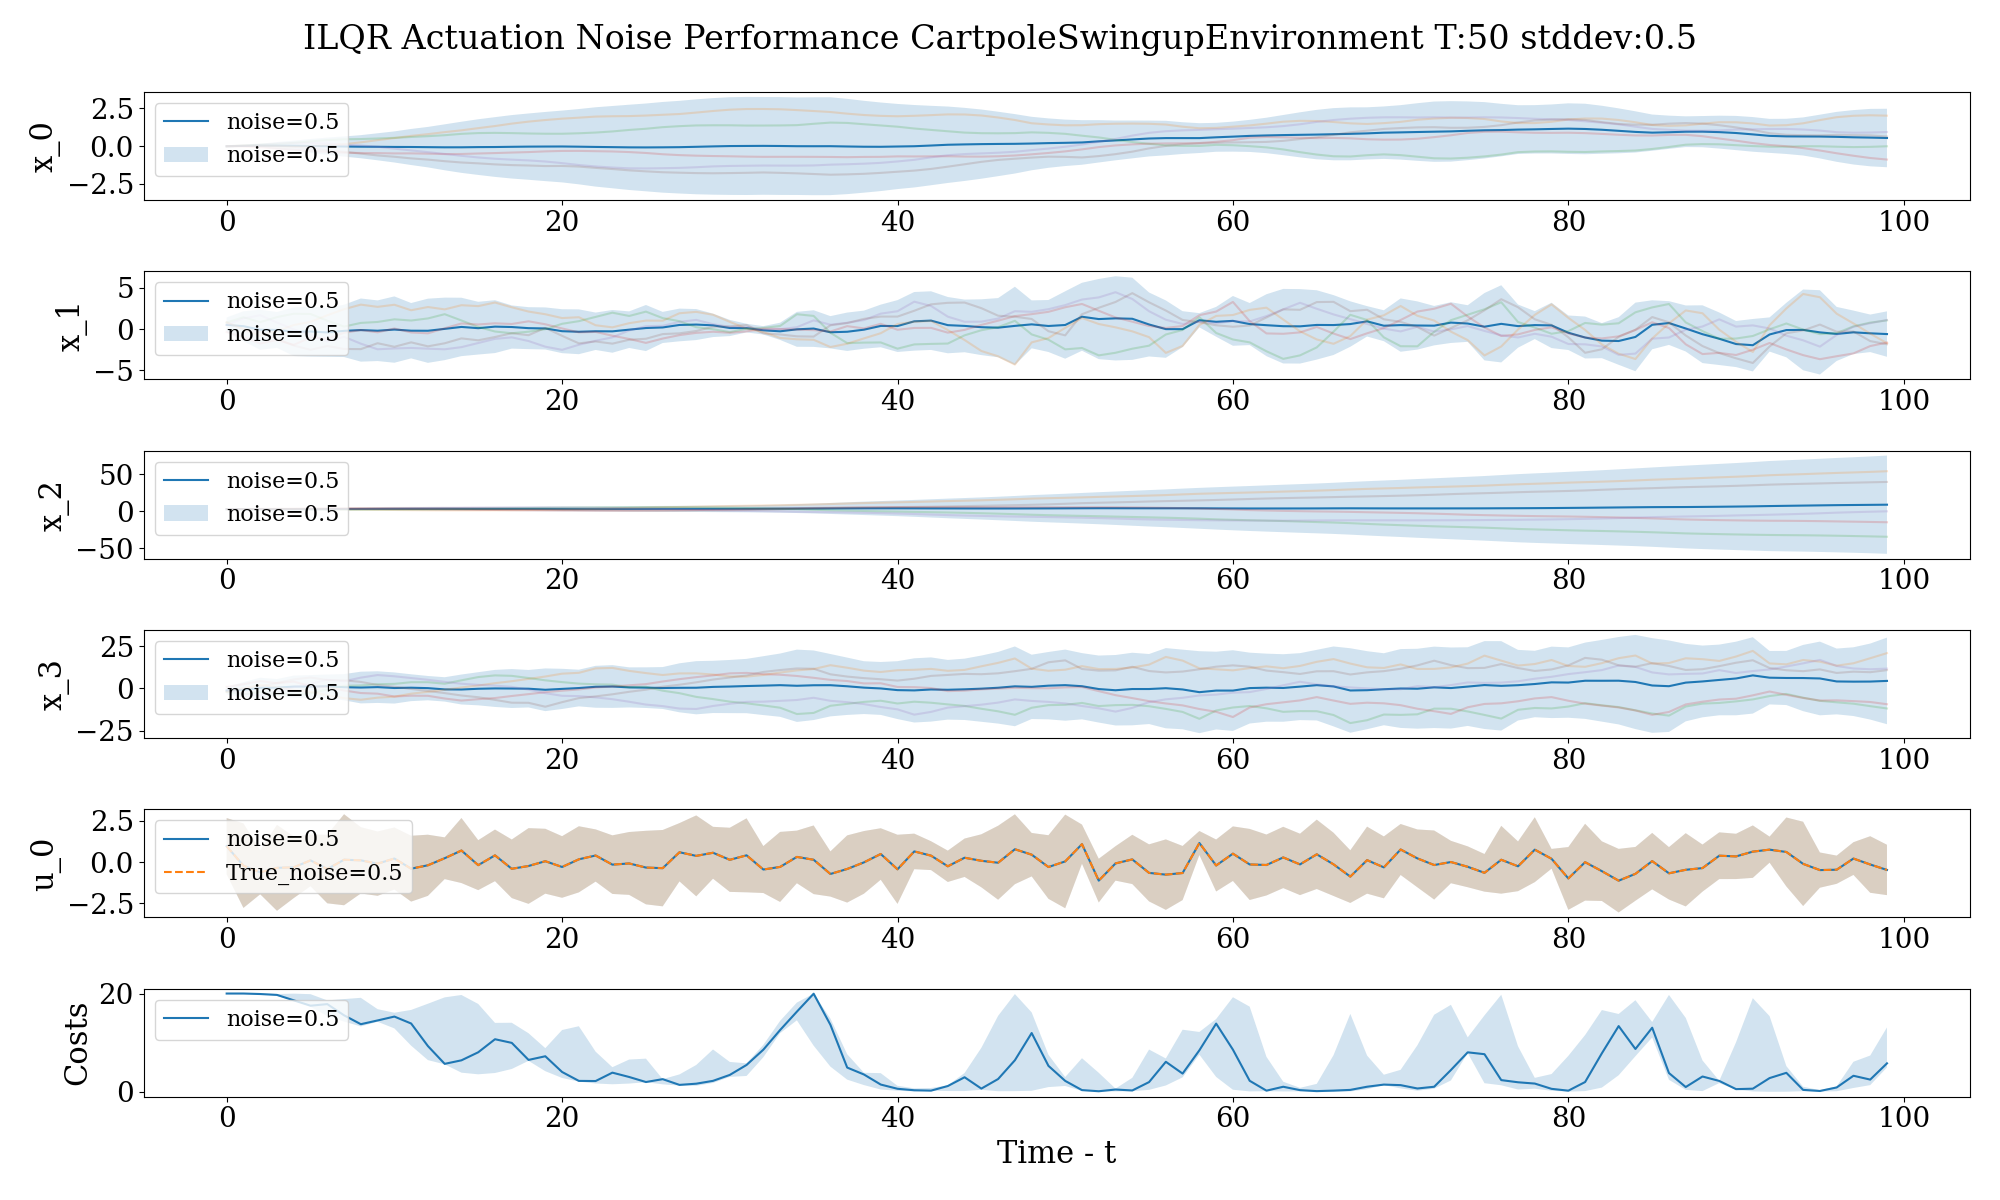 ILQR Actuation Noise Performance CartpoleSwingupEnvironment T:50 stddev:0.5
x_0
2.5
0.0
−2.5
noise=0.5
noise=0.5
0 20 40 60 80 100
x_1
5
0
−5
noise=0.5
noise=0.5
0 20 40 60 80 100
x_2
50
0
−50
noise=0.5
noise=0.5
0 20 40 60 80 100
x_3
25
0
−25
noise=0.5
noise=0.5
0 20 40 60 80 100
u_0
2.5
0.0
−2.5
noise=0.5
True_noise=0.5
0 20 40 60 80 100
Costs
20
0
noise=0.5
0 20 40 60 80 100
Time - t